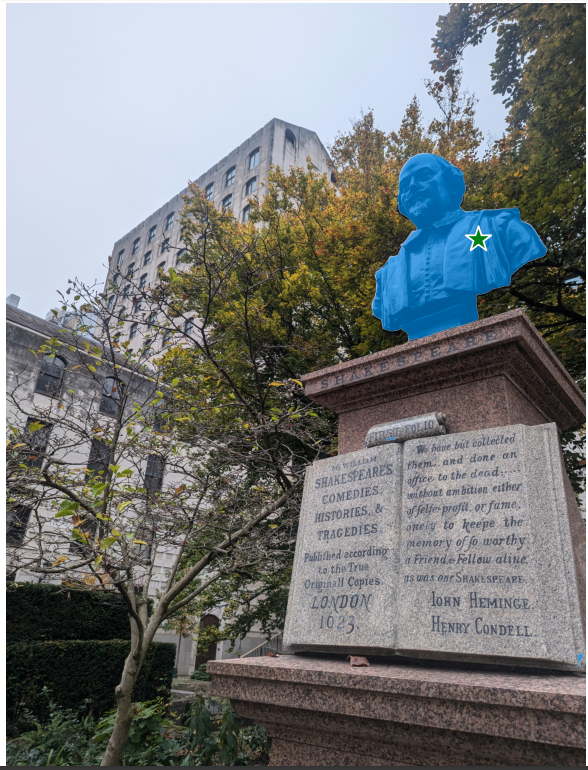 SHAKESPEARE
FIRST FOLIO
Mr. WILLIAM
SHAKESPEARES
COMEDIES,
HISTORIES, &
TRAGEDIES.
Published according
to the True
Originall Copies.
LONDON
1623.
We have but collected
them. and done an
office to the dead.....
without ambition either
of selfe-profit, or fame,
onely to keepe the
memory of so worthy
a Friend & Fellow alive.
as was our SHAKESPEARE.
IOHN HEMINGE.
HENRY CONDELL.